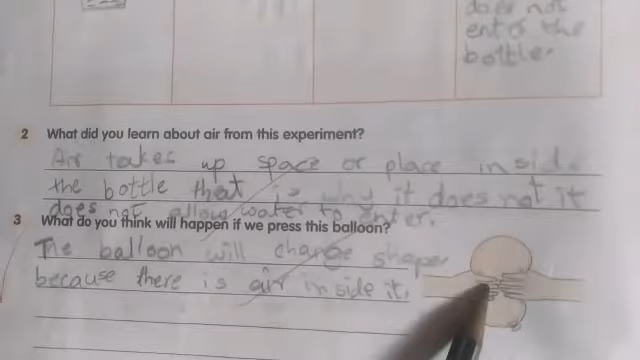 does not
enter the
bottle.
2 What did you learn about air from this experiment?
Air takes up space or place inside
the bottle that is why it does not it
does not allow water to enter.
3 What do you think will happen if we press this balloon?
The balloon will change shape
because there is air inside it.